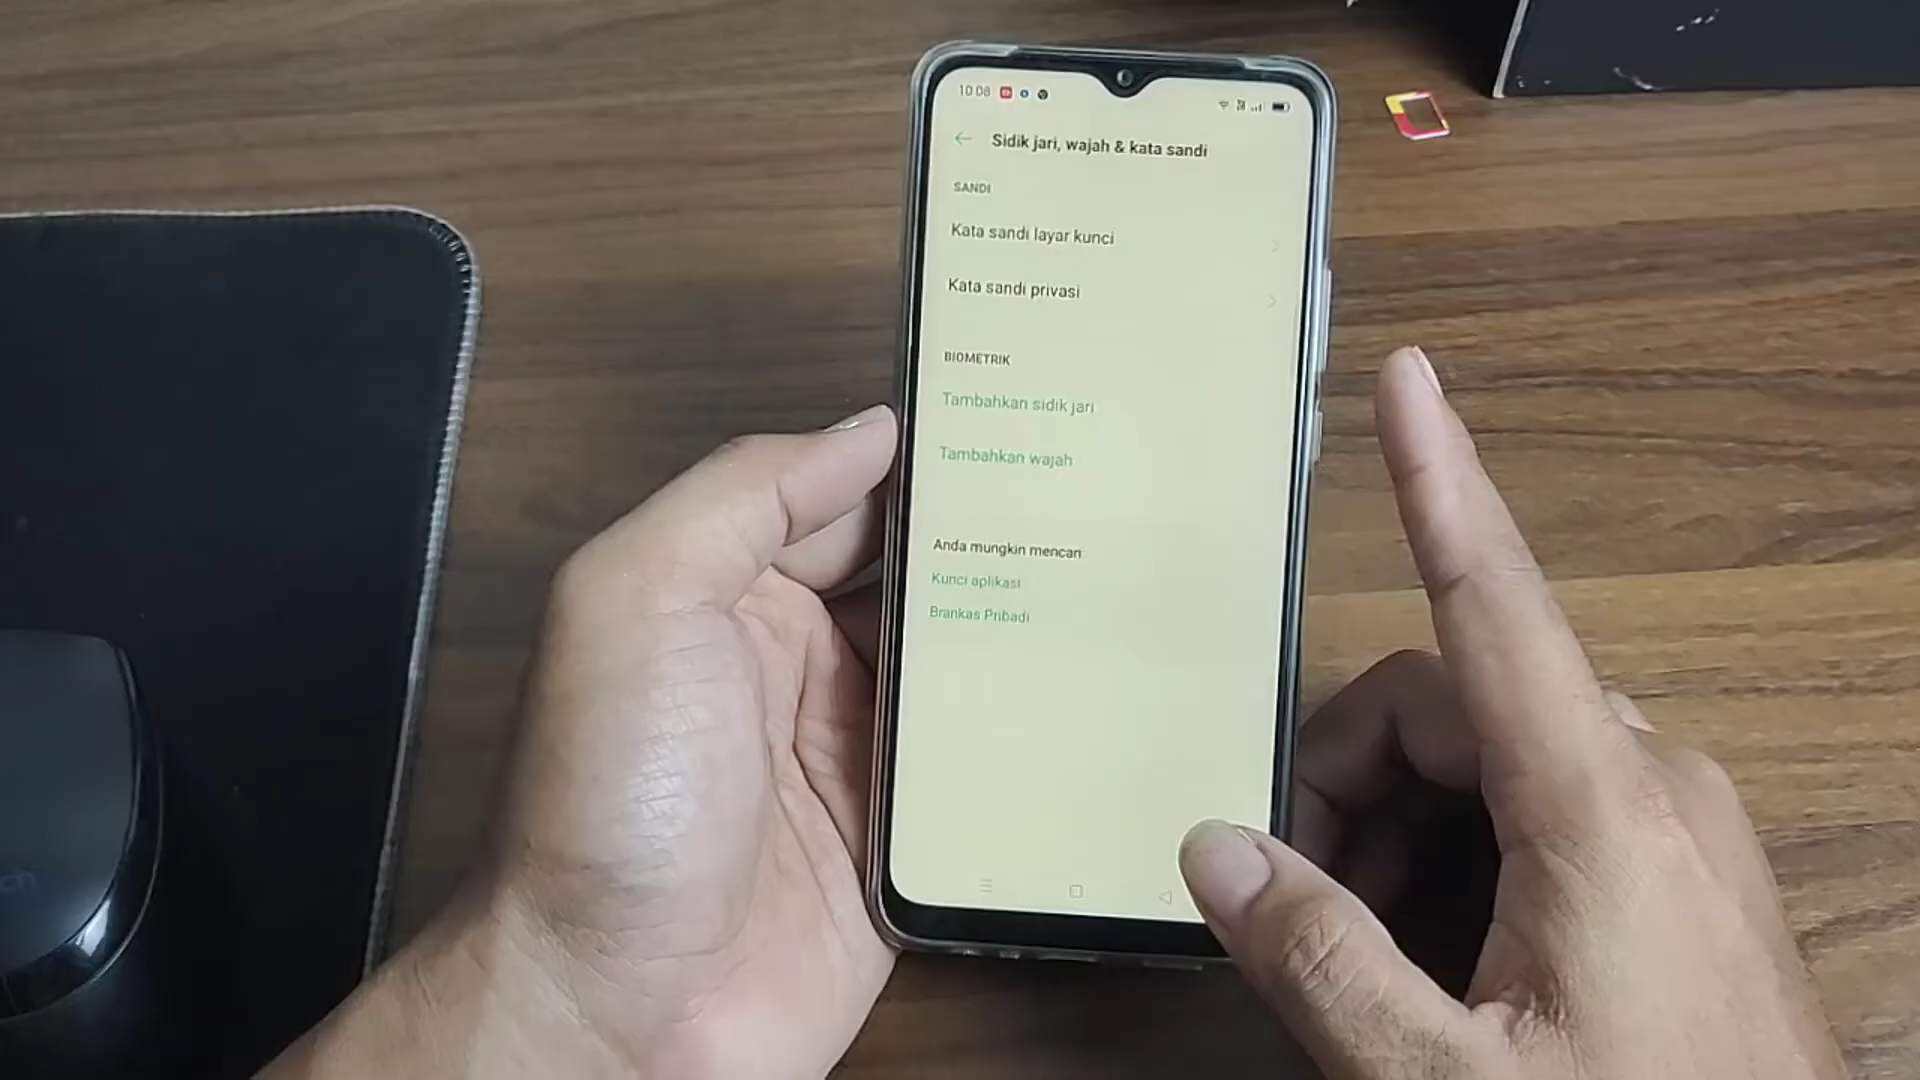 10:08
Sidik jari, wajah & kata sandi
SANDI
Kata sandi layar kunci
Kata sandi privasi
BIOMETRIK
Tambahkan sidik jari
Tambahkan wajah
Anda mungkin mencari
Kunci aplikasi
Brankas Pribadi